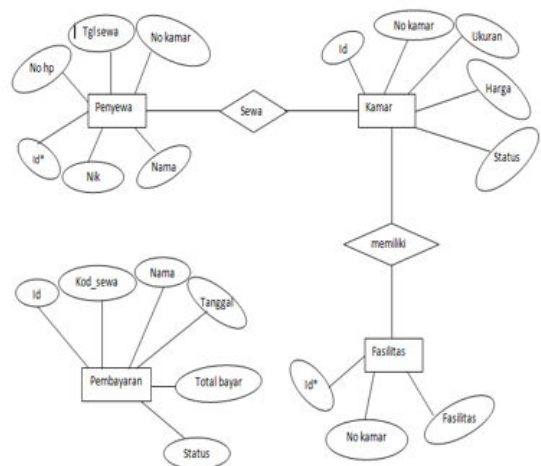 Tgl sewa
No kamar
No hp
Penyewa
Id*
Nik
Nama
Sewa
No kamar
Id
Ukuran
Kamar
Harga
Status
memiliki
Fasilitas
Id*
No kamar
Fasilitas
Id
Kod_sewa
Nama
Tanggal
Pembayaran
Total bayar
Status